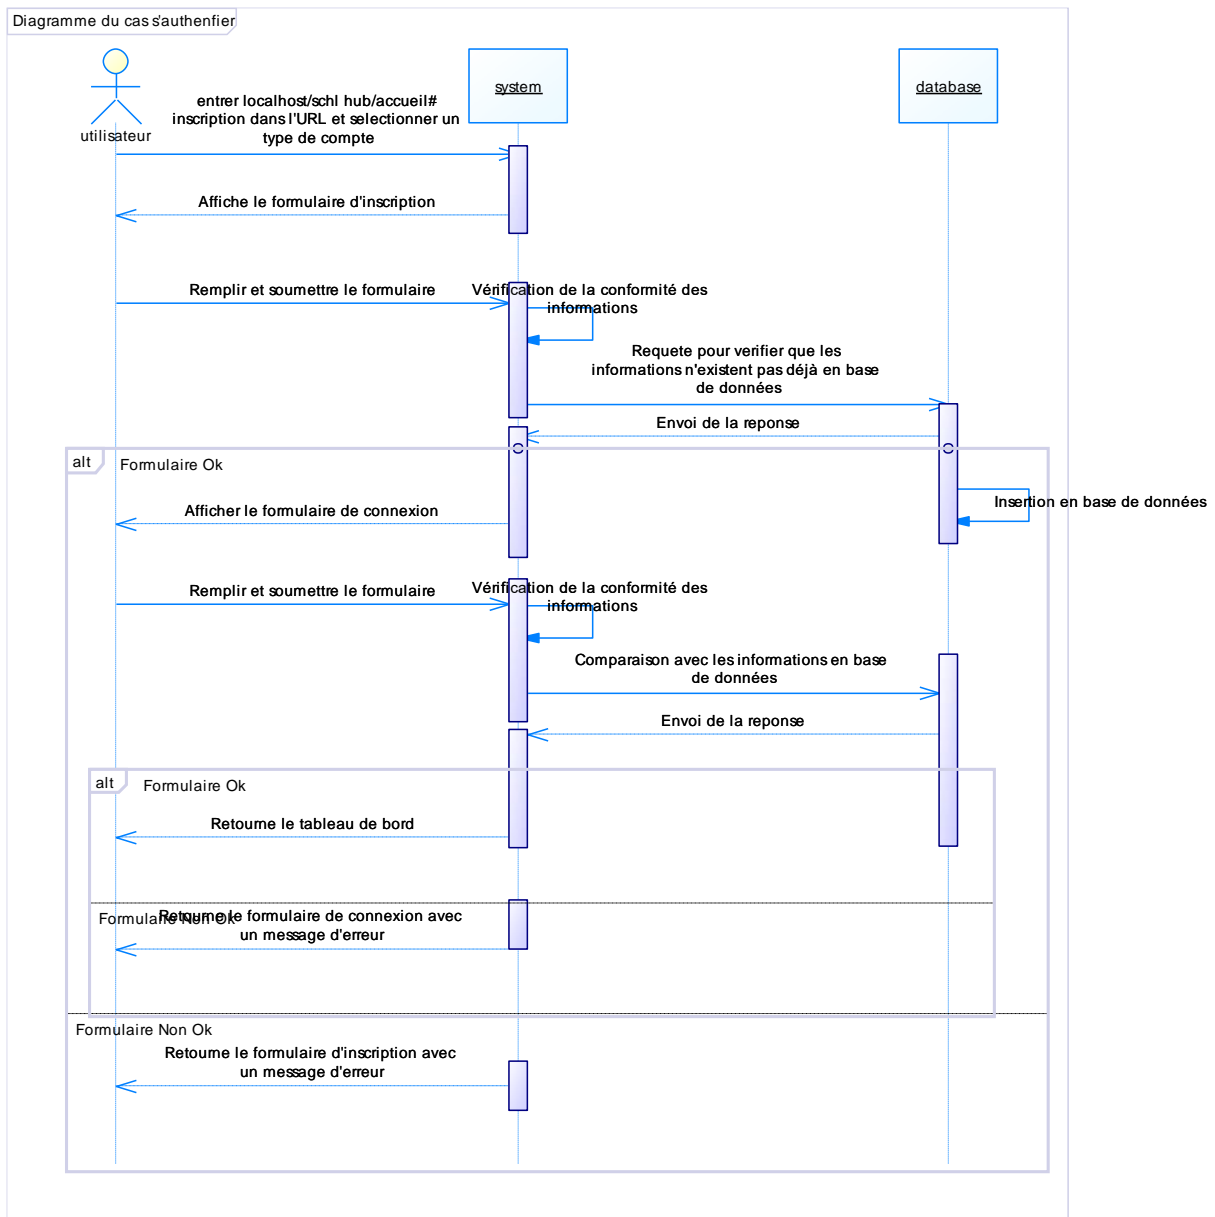 Diagramme du cas s'authenfier
system
database
utilisateur
entrer localhost/schl hub/accueil#
inscription dans l'URL et selectionner un
type de compte
Affiche le formulaire d'inscription
Remplir et soumettre le formulaire
Vérification de la conformité des
informations
Requete pour verifier que les
informations n'existent pas déjà en base
de données
Envoi de la reponse
alt
Formulaire Ok
Insertion en base de données
Afficher le formulaire de connexion
Remplir et soumettre le formulaire
Vérification de la conformité des
informations
Comparaison avec les informations en base
de données
Envoi de la reponse
alt
Formulaire Ok
Retourne le tableau de bord
Formulaire Non Ok
Retourne le formulaire de connexion avec
un message d'erreur
Formulaire Non Ok
Retourne le formulaire d'inscription avec
un message d'erreur